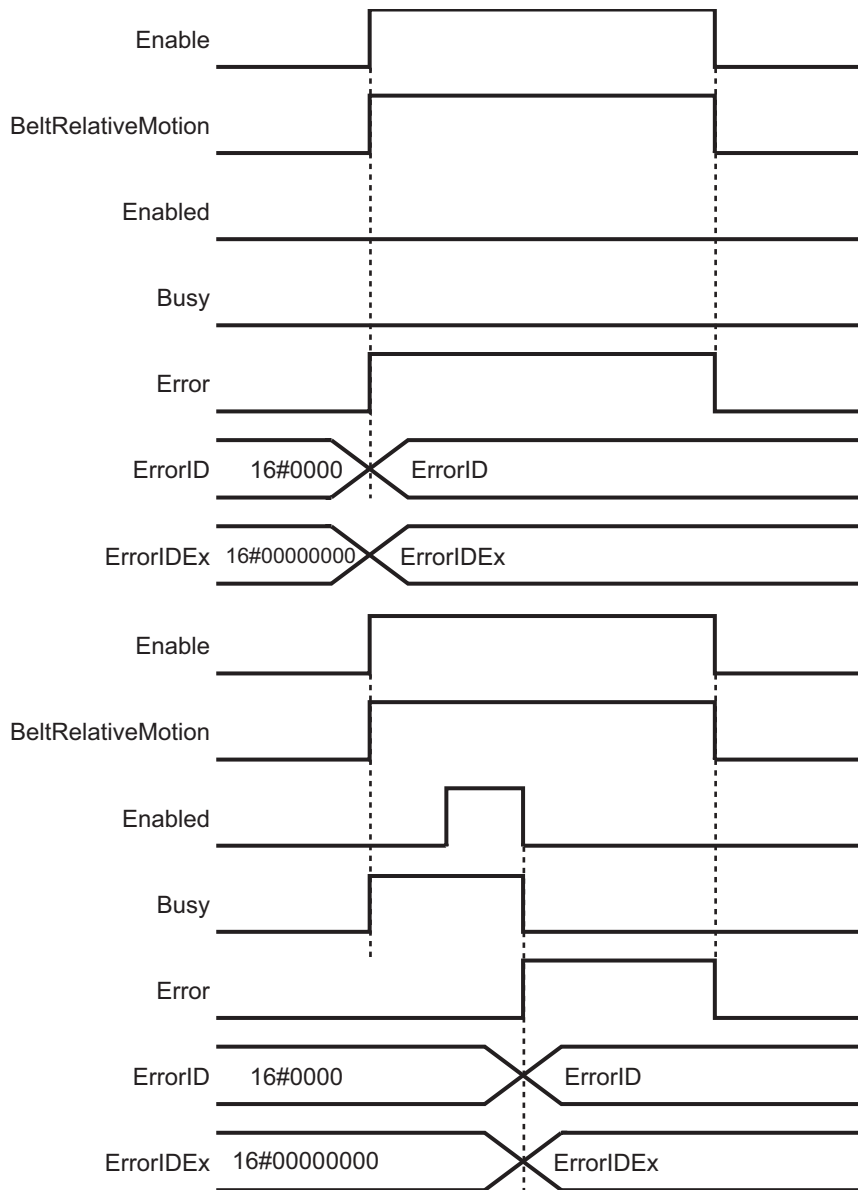 Enable
BeltRelativeMotion
Enabled
Busy
Error
ErrorID 16#0000 ErrorID
ErrorIDEx 16#00000000 ErrorIDEx
Enable
BeltRelativeMotion
Enabled
Busy
Error
ErrorID 16#0000 ErrorID
ErrorIDEx 16#00000000 ErrorIDEx